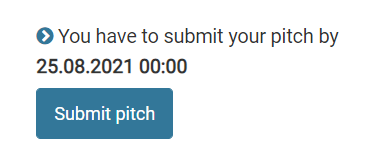 You have to submit your pitch by
25.08.2021 00:00
Submit pitch